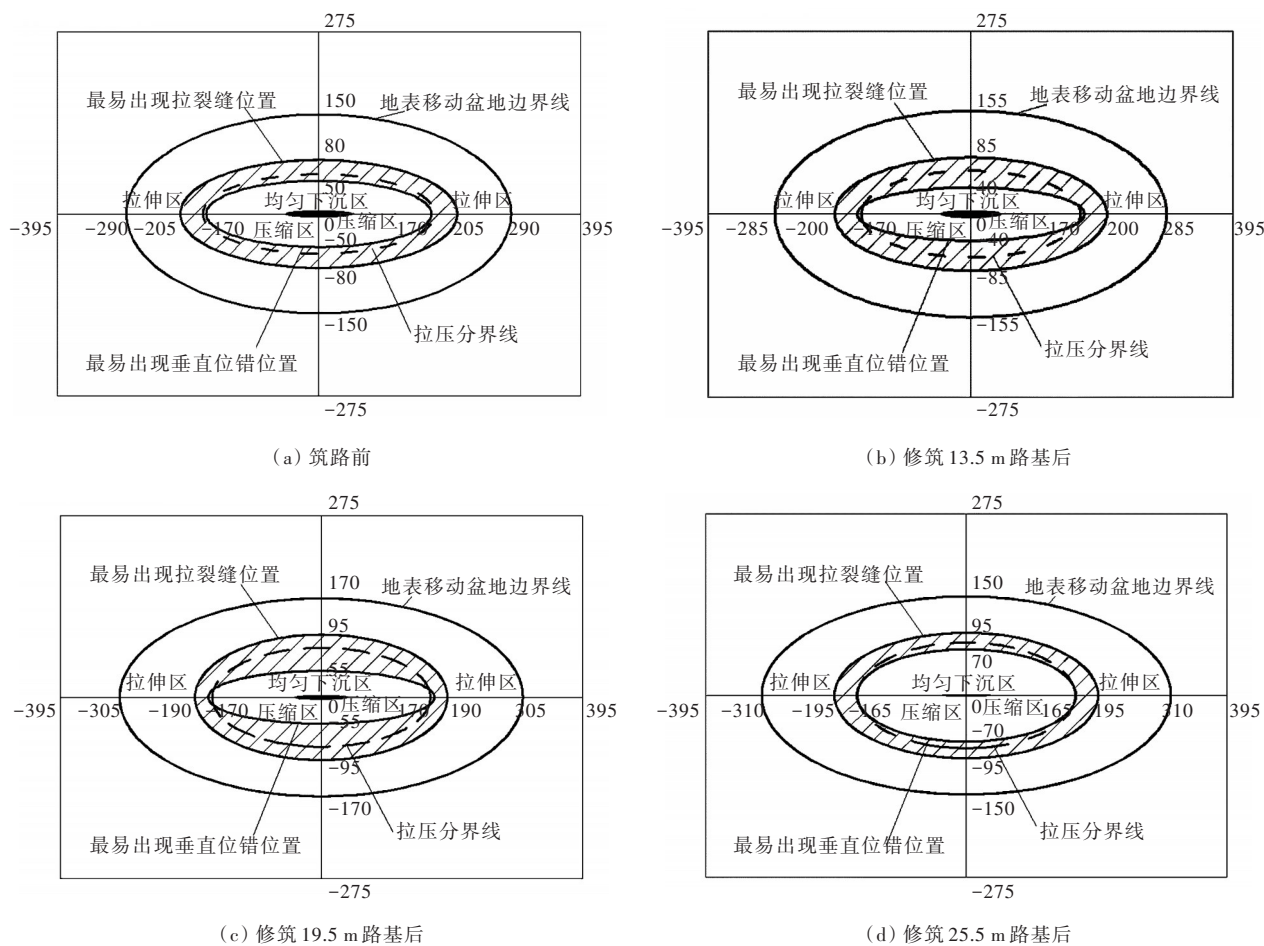 275
最易出现拉裂缝位置
150
地表移动盆地边界线
80
50
拉伸区
均匀下沉区
拉伸区
-395
-290
-205
-170
压缩区
0
压缩区
170
205
290
395
-50
-80
-150
拉压分界线
最易出现垂直位错位置
-275
(a) 筑路前
275
最易出现拉裂缝位置
155
地表移动盆地边界线
85
40
拉伸区
均匀下沉区
拉伸区
-395
-285
-200
-170
压缩区
0
压缩区
170
200
285
395
-40
-85
-155
拉压分界线
最易出现垂直位错位置
-275
(b) 修筑 13.5 m 路基后
275
最易出现拉裂缝位置
170
地表移动盆地边界线
95
55
拉伸区
均匀下沉区
拉伸区
-395
-305
-190
-170
压缩区
0
压缩区
170
190
305
395
-55
-95
-170
拉压分界线
最易出现垂直位错位置
-275
(c) 修筑 19.5 m 路基后
275
最易出现拉裂缝位置
150
地表移动盆地边界线
95
70
拉伸区
均匀下沉区
拉伸区
-395
-310
-195
-165
压缩区
0
压缩区
165
195
310
395
-70
-95
-150
拉压分界线
最易出现垂直位错位置
-275
(d) 修筑 25.5 m 路基后